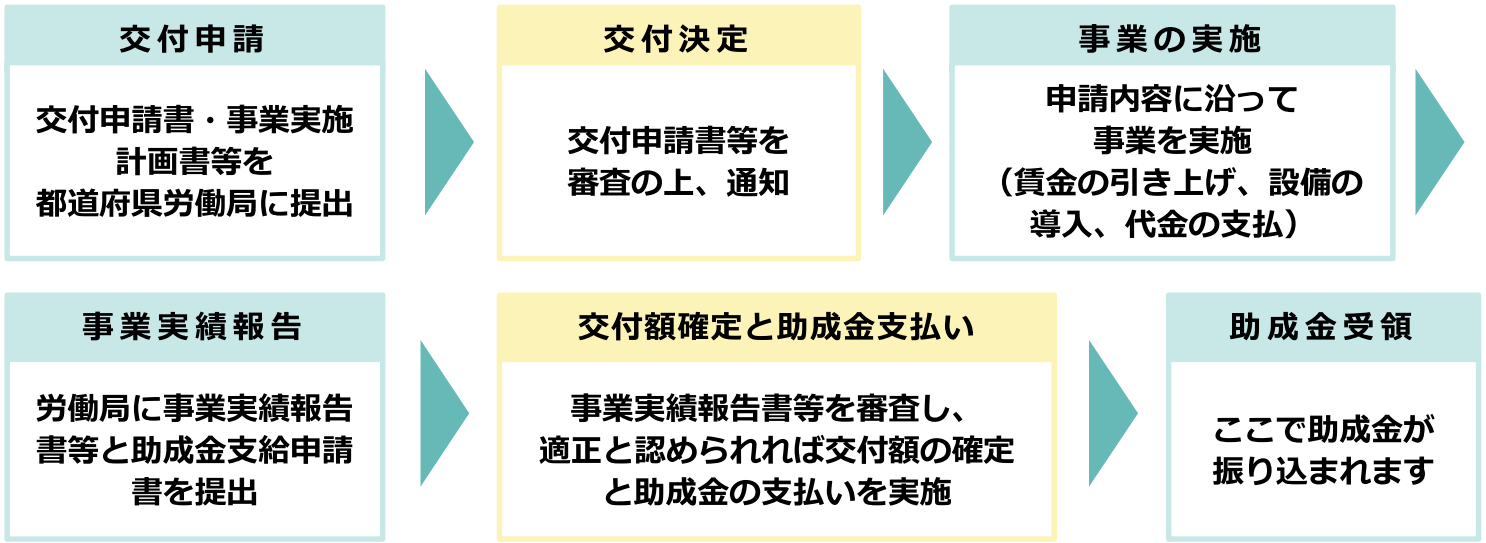 交付申請
交付申請書・事業実施
計画書等を
都道府県労働局に提出
交付決定
交付申請書等を
審査の上、通知
事業の実施
申請内容に沿って
事業を実施
（賃金の引き上げ、設備の
導入、代金の支払）
事業実績報告
労働局に事業実績報告
書等と助成金支給申請
書を提出
交付額確定と助成金支払い
事業実績報告書等を審査し、
適正と認められれば交付額の確定
と助成金の支払いを実施
助成金受領
ここで助成金が
振り込まれます